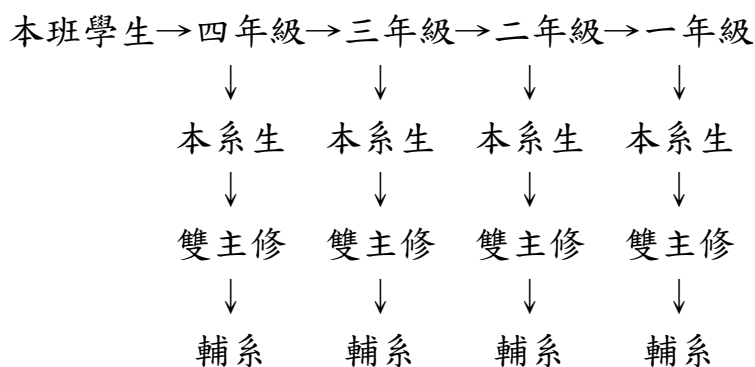 本班學生→四年級→三年級→二年級→一年級
↓ ↓ ↓ ↓
本系生 本系生 本系生 本系生
↓ ↓ ↓ ↓
雙主修 雙主修 雙主修 雙主修
↓ ↓ ↓ ↓
輔系 輔系 輔系 輔系